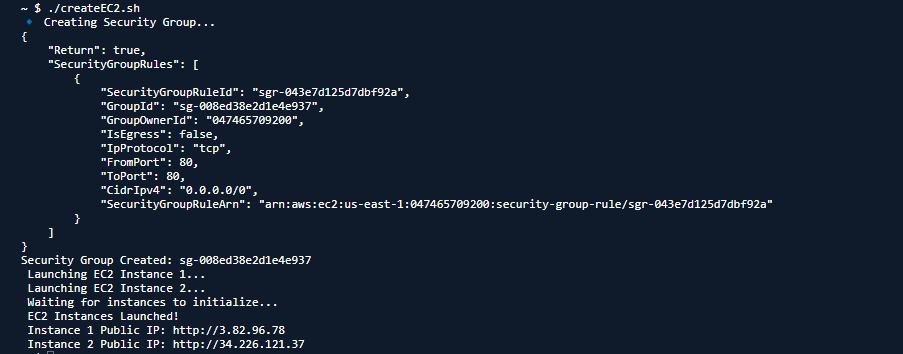 ~ $ ./createEC2.sh
🔹 Creating Security Group...
{
    "Return": true,
    "SecurityGroupRules": [
        {
            "SecurityGroupRuleId": "sgr-043e7d125d7dbf92a",
            "GroupId": "sg-008ed38e2d1e4e937",
            "GroupOwnerId": "047465709200",
            "IsEgress": false,
            "IpProtocol": "tcp",
            "FromPort": 80,
            "ToPort": 80,
            "CidrIpv4": "0.0.0.0/0",
            "SecurityGroupRuleArn": "arn:aws:ec2:us-east-1:047465709200:security-group-rule/sgr-043e7d125d7dbf92a"
        }
    ]
}
Security Group Created: sg-008ed38e2d1e4e937
 Launching EC2 Instance 1...
 Launching EC2 Instance 2...
 Waiting for instances to initialize...
 EC2 Instances Launched!
 Instance 1 Public IP: http://3.82.96.78
 Instance 2 Public IP: http://34.226.121.37